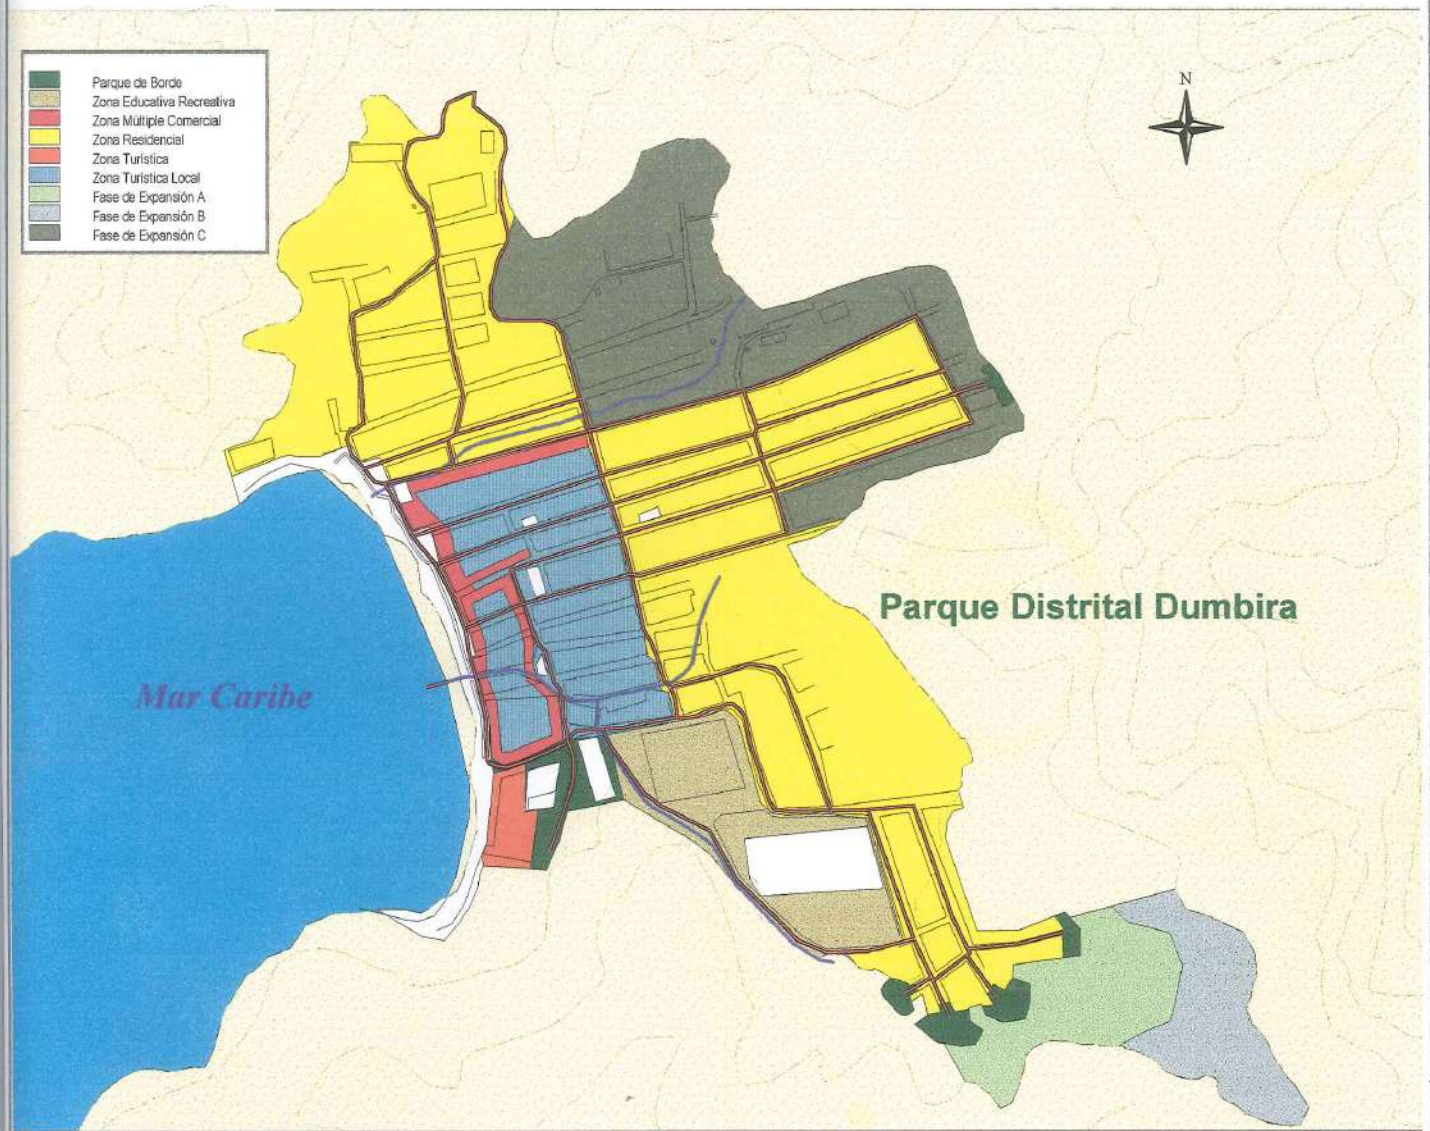 Parque de Borde
Zona Educativa Recreativa
Zona Múltiple Comercial
Zona Residencial
Zona Turística
Zona Turística Local
Fase de Expansión A
Fase de Expansión B
Fase de Expansión C
N
Parque Distrital Dumbira
Mar Caribe